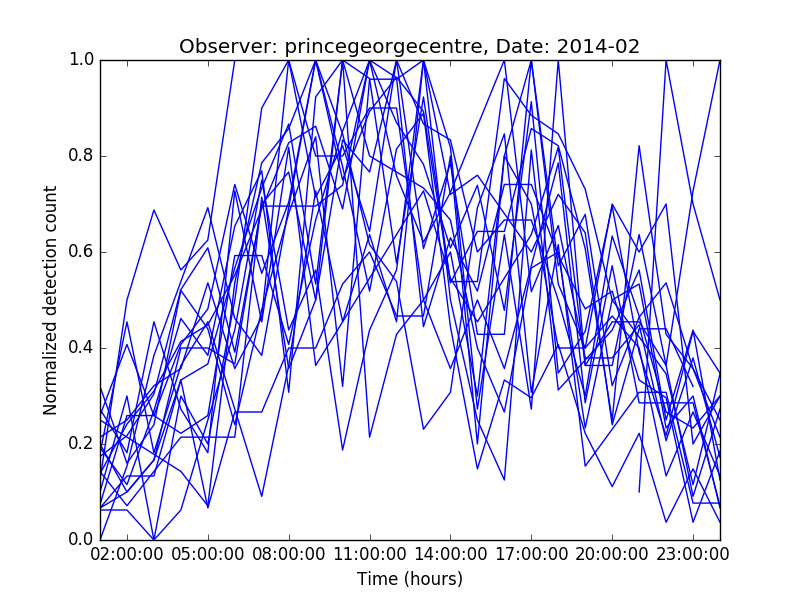 Observer: princegeorgecentre, Date: 2014-02
1.0
0.8
0.6
0.4
0.2
0.0
Normalized detection count
02:00:00 05:00:00 08:00:00 11:00:00 14:00:00 17:00:00 20:00:00 23:00:00
Time (hours)